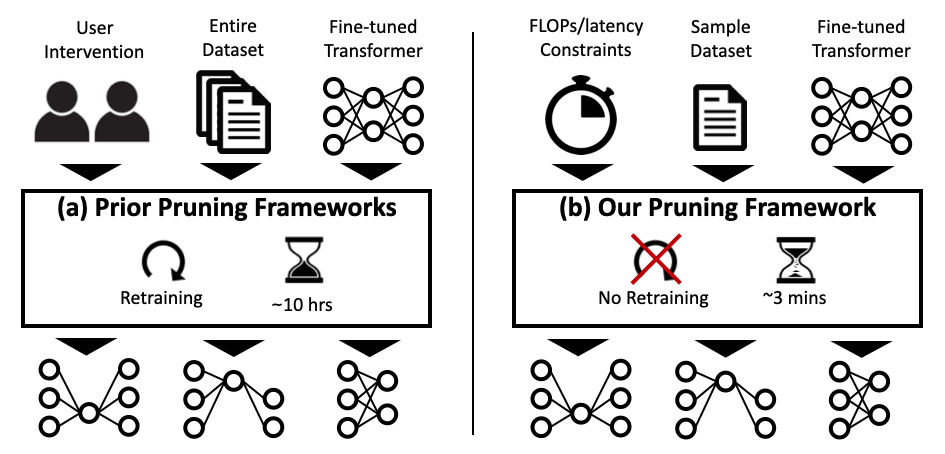 User
Intervention
Entire
Dataset
Fine-tuned
Transformer
(a) Prior Pruning Frameworks
Retraining
~10 hrs
FLOPs/latency
Constraints
Sample
Dataset
Fine-tuned
Transformer
(b) Our Pruning Framework
No Retraining
~3 mins